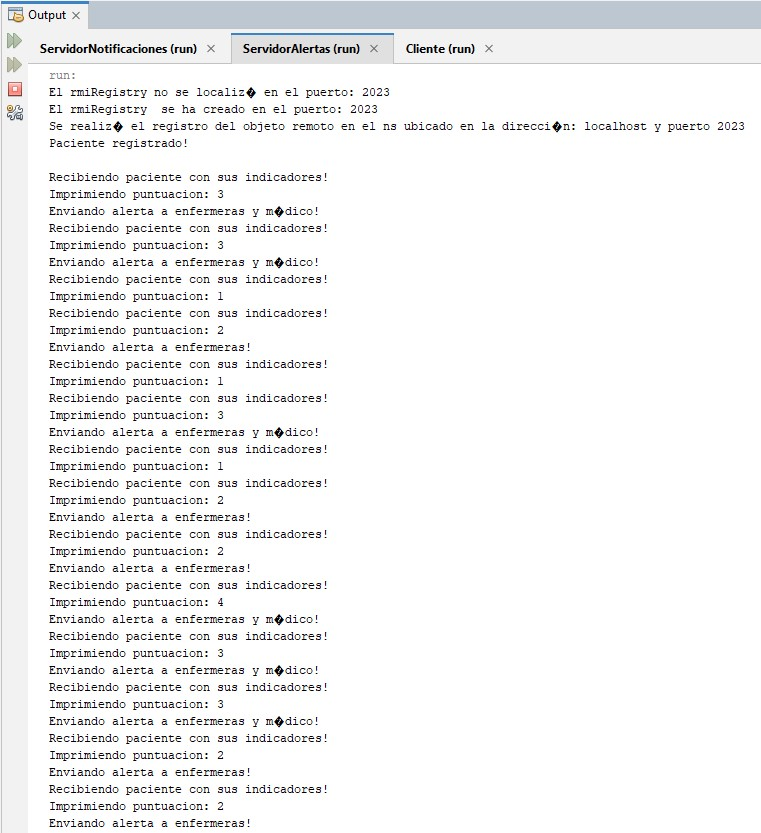 Output
ServidorNotificaciones (run) ServidorAlertas (run) Cliente (run)
run:
El rmiRegistry no se localiz� en el puerto: 2023
El rmiRegistry  se ha creado en el puerto: 2023
Se realiz� el registro del objeto remoto en el ns ubicado en la direcci�n: localhost y puerto 2023
Paciente registrado!
Recibiendo paciente con sus indicadores!
Imprimiendo puntuacion: 3
Enviando alerta a enfermeras y m�dico!
Recibiendo paciente con sus indicadores!
Imprimiendo puntuacion: 3
Enviando alerta a enfermeras y m�dico!
Recibiendo paciente con sus indicadores!
Imprimiendo puntuacion: 1
Recibiendo paciente con sus indicadores!
Imprimiendo puntuacion: 2
Enviando alerta a enfermeras!
Recibiendo paciente con sus indicadores!
Imprimiendo puntuacion: 1
Recibiendo paciente con sus indicadores!
Imprimiendo puntuacion: 3
Enviando alerta a enfermeras y m�dico!
Recibiendo paciente con sus indicadores!
Imprimiendo puntuacion: 1
Recibiendo paciente con sus indicadores!
Imprimiendo puntuacion: 2
Enviando alerta a enfermeras!
Recibiendo paciente con sus indicadores!
Imprimiendo puntuacion: 2
Enviando alerta a enfermeras!
Recibiendo paciente con sus indicadores!
Imprimiendo puntuacion: 4
Enviando alerta a enfermeras y m�dico!
Recibiendo paciente con sus indicadores!
Imprimiendo puntuacion: 3
Enviando alerta a enfermeras y m�dico!
Recibiendo paciente con sus indicadores!
Imprimiendo puntuacion: 3
Enviando alerta a enfermeras y m�dico!
Recibiendo paciente con sus indicadores!
Imprimiendo puntuacion: 2
Enviando alerta a enfermeras!
Recibiendo paciente con sus indicadores!
Imprimiendo puntuacion: 2
Enviando alerta a enfermeras!